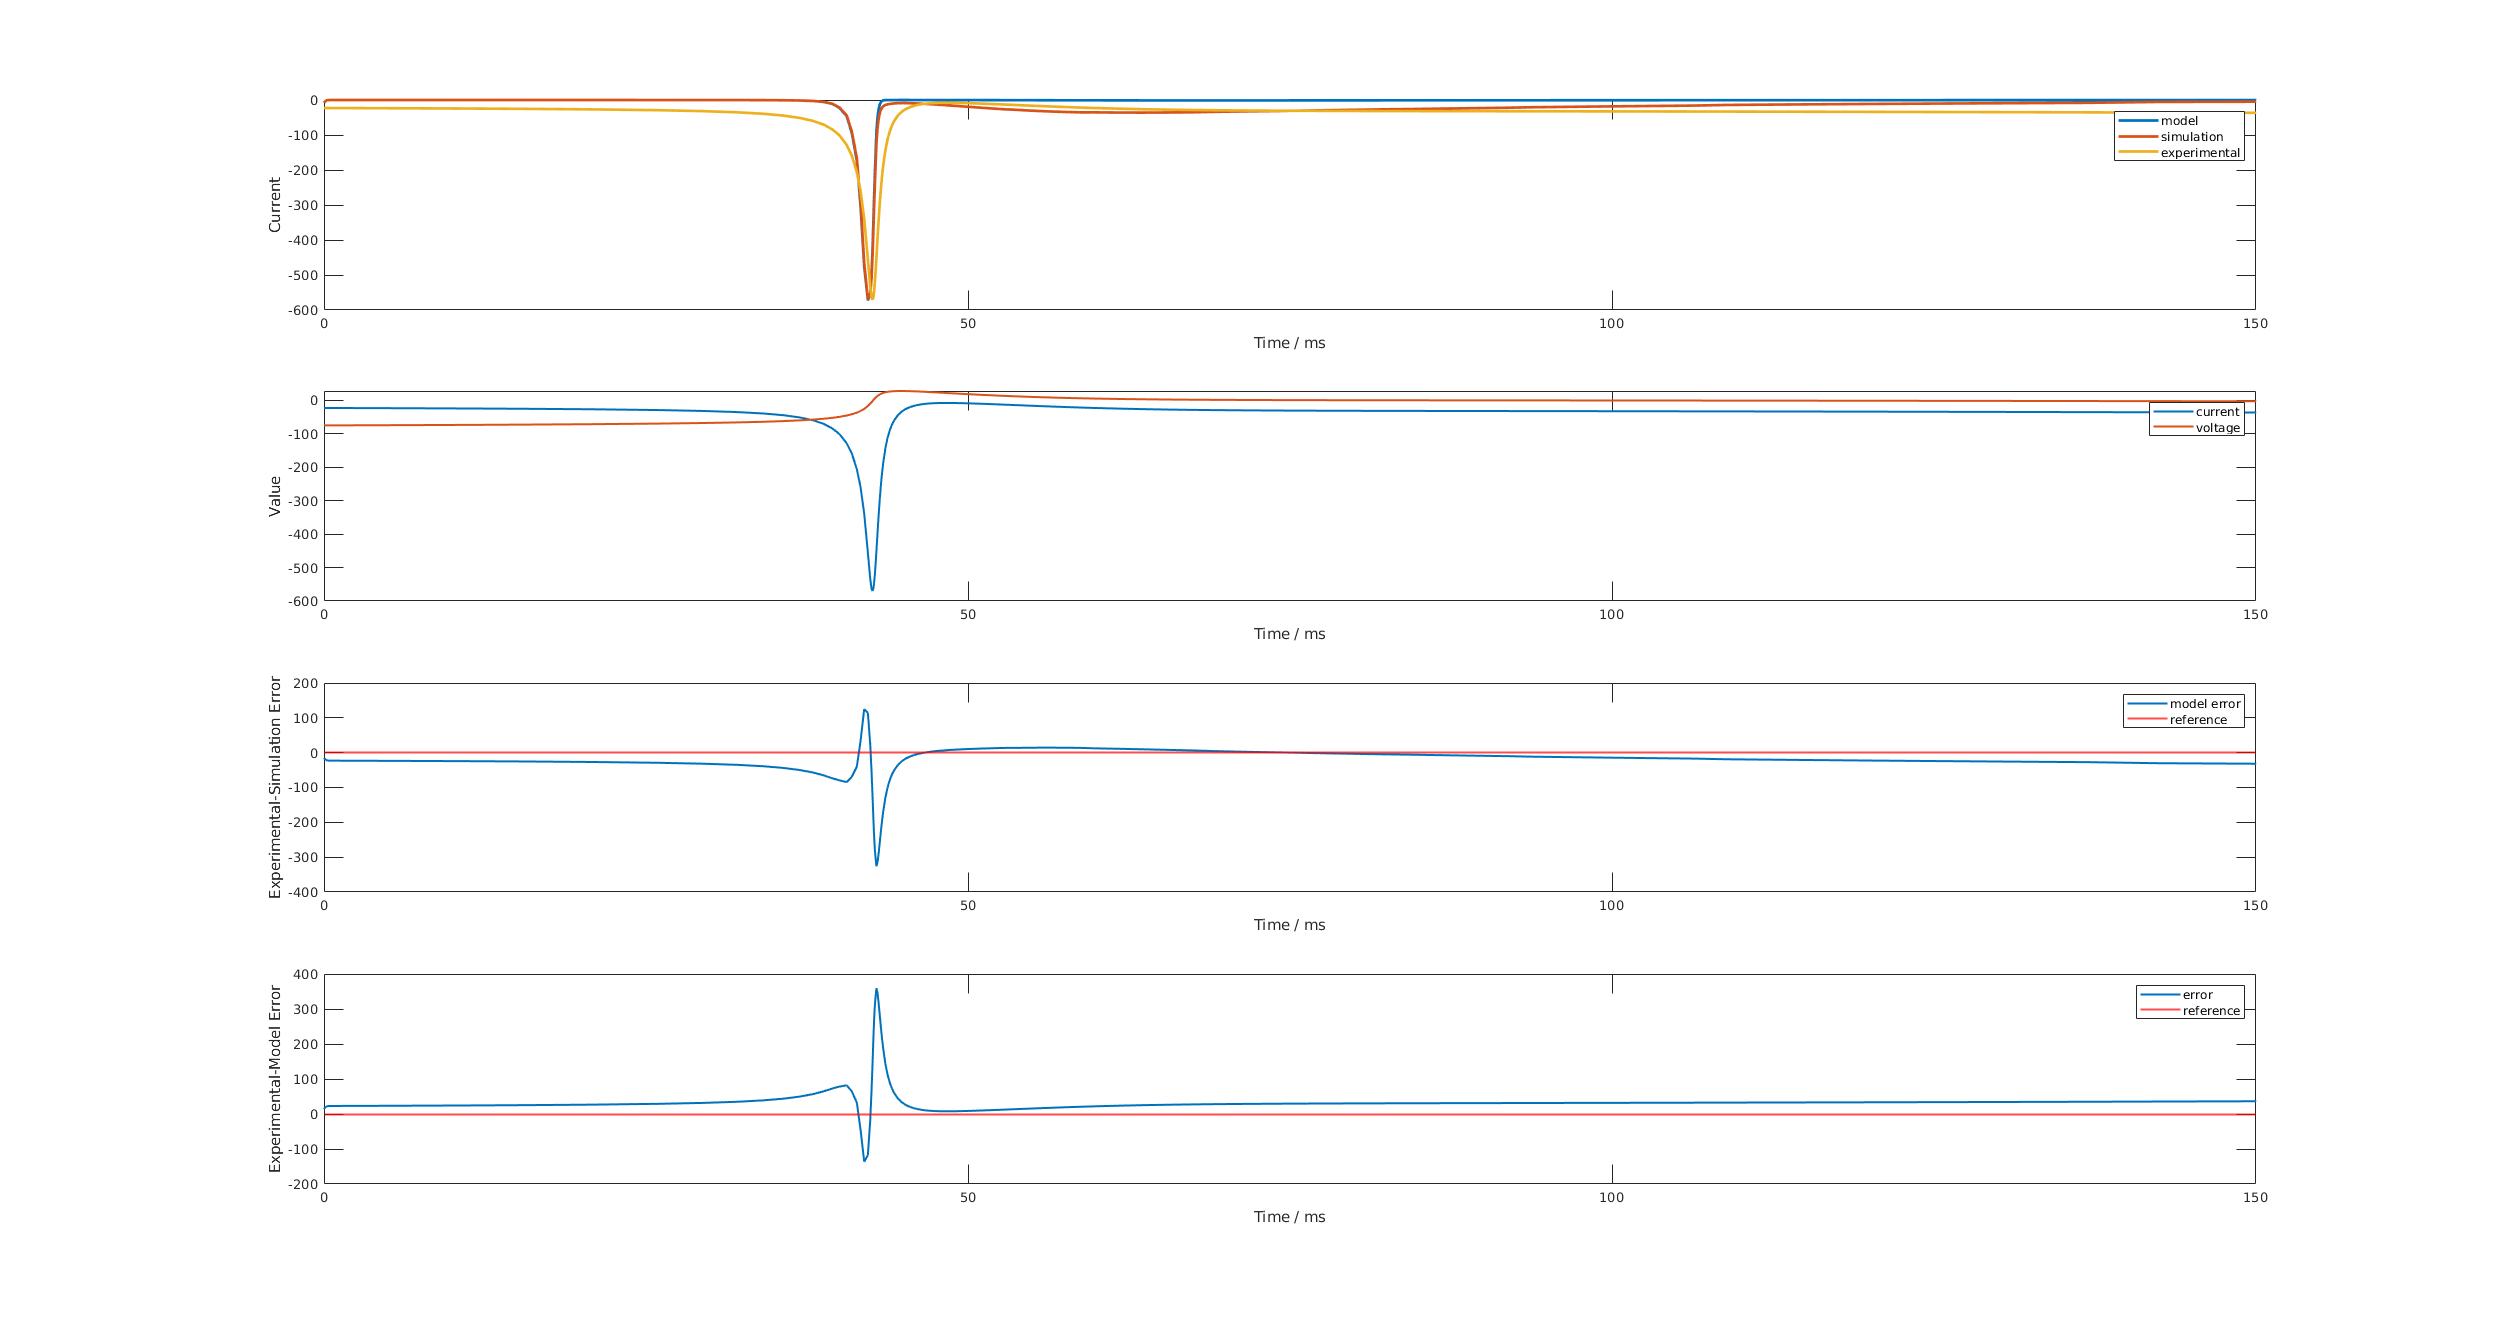 0
-100
-200
-300
-400
-500
-600
Current
0
50
100
150
Time / ms
model
simulation
experimental
0
-100
-200
-300
-400
-500
-600
Value
0
50
100
150
Time / ms
current
voltage
200
100
0
-100
-200
-300
-400
Experimental-Simulation Error
0
50
100
150
Time / ms
model error
reference
400
300
200
100
0
-100
-200
Experimental-Model Error
0
50
100
150
Time / ms
error
reference